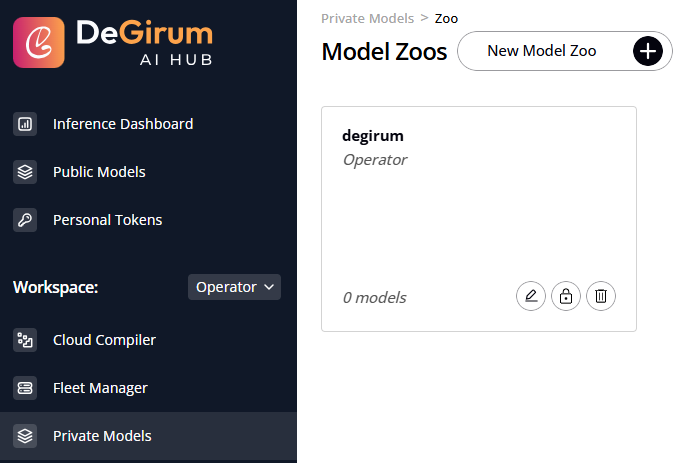 DeGirum
AI HUB
Inference Dashboard
Public Models
Personal Tokens
Workspace:
Operator
Cloud Compiler
Fleet Manager
Private Models
Private Models > Zoo
Model Zoos
New Model Zoo
degirum
Operator
0 models